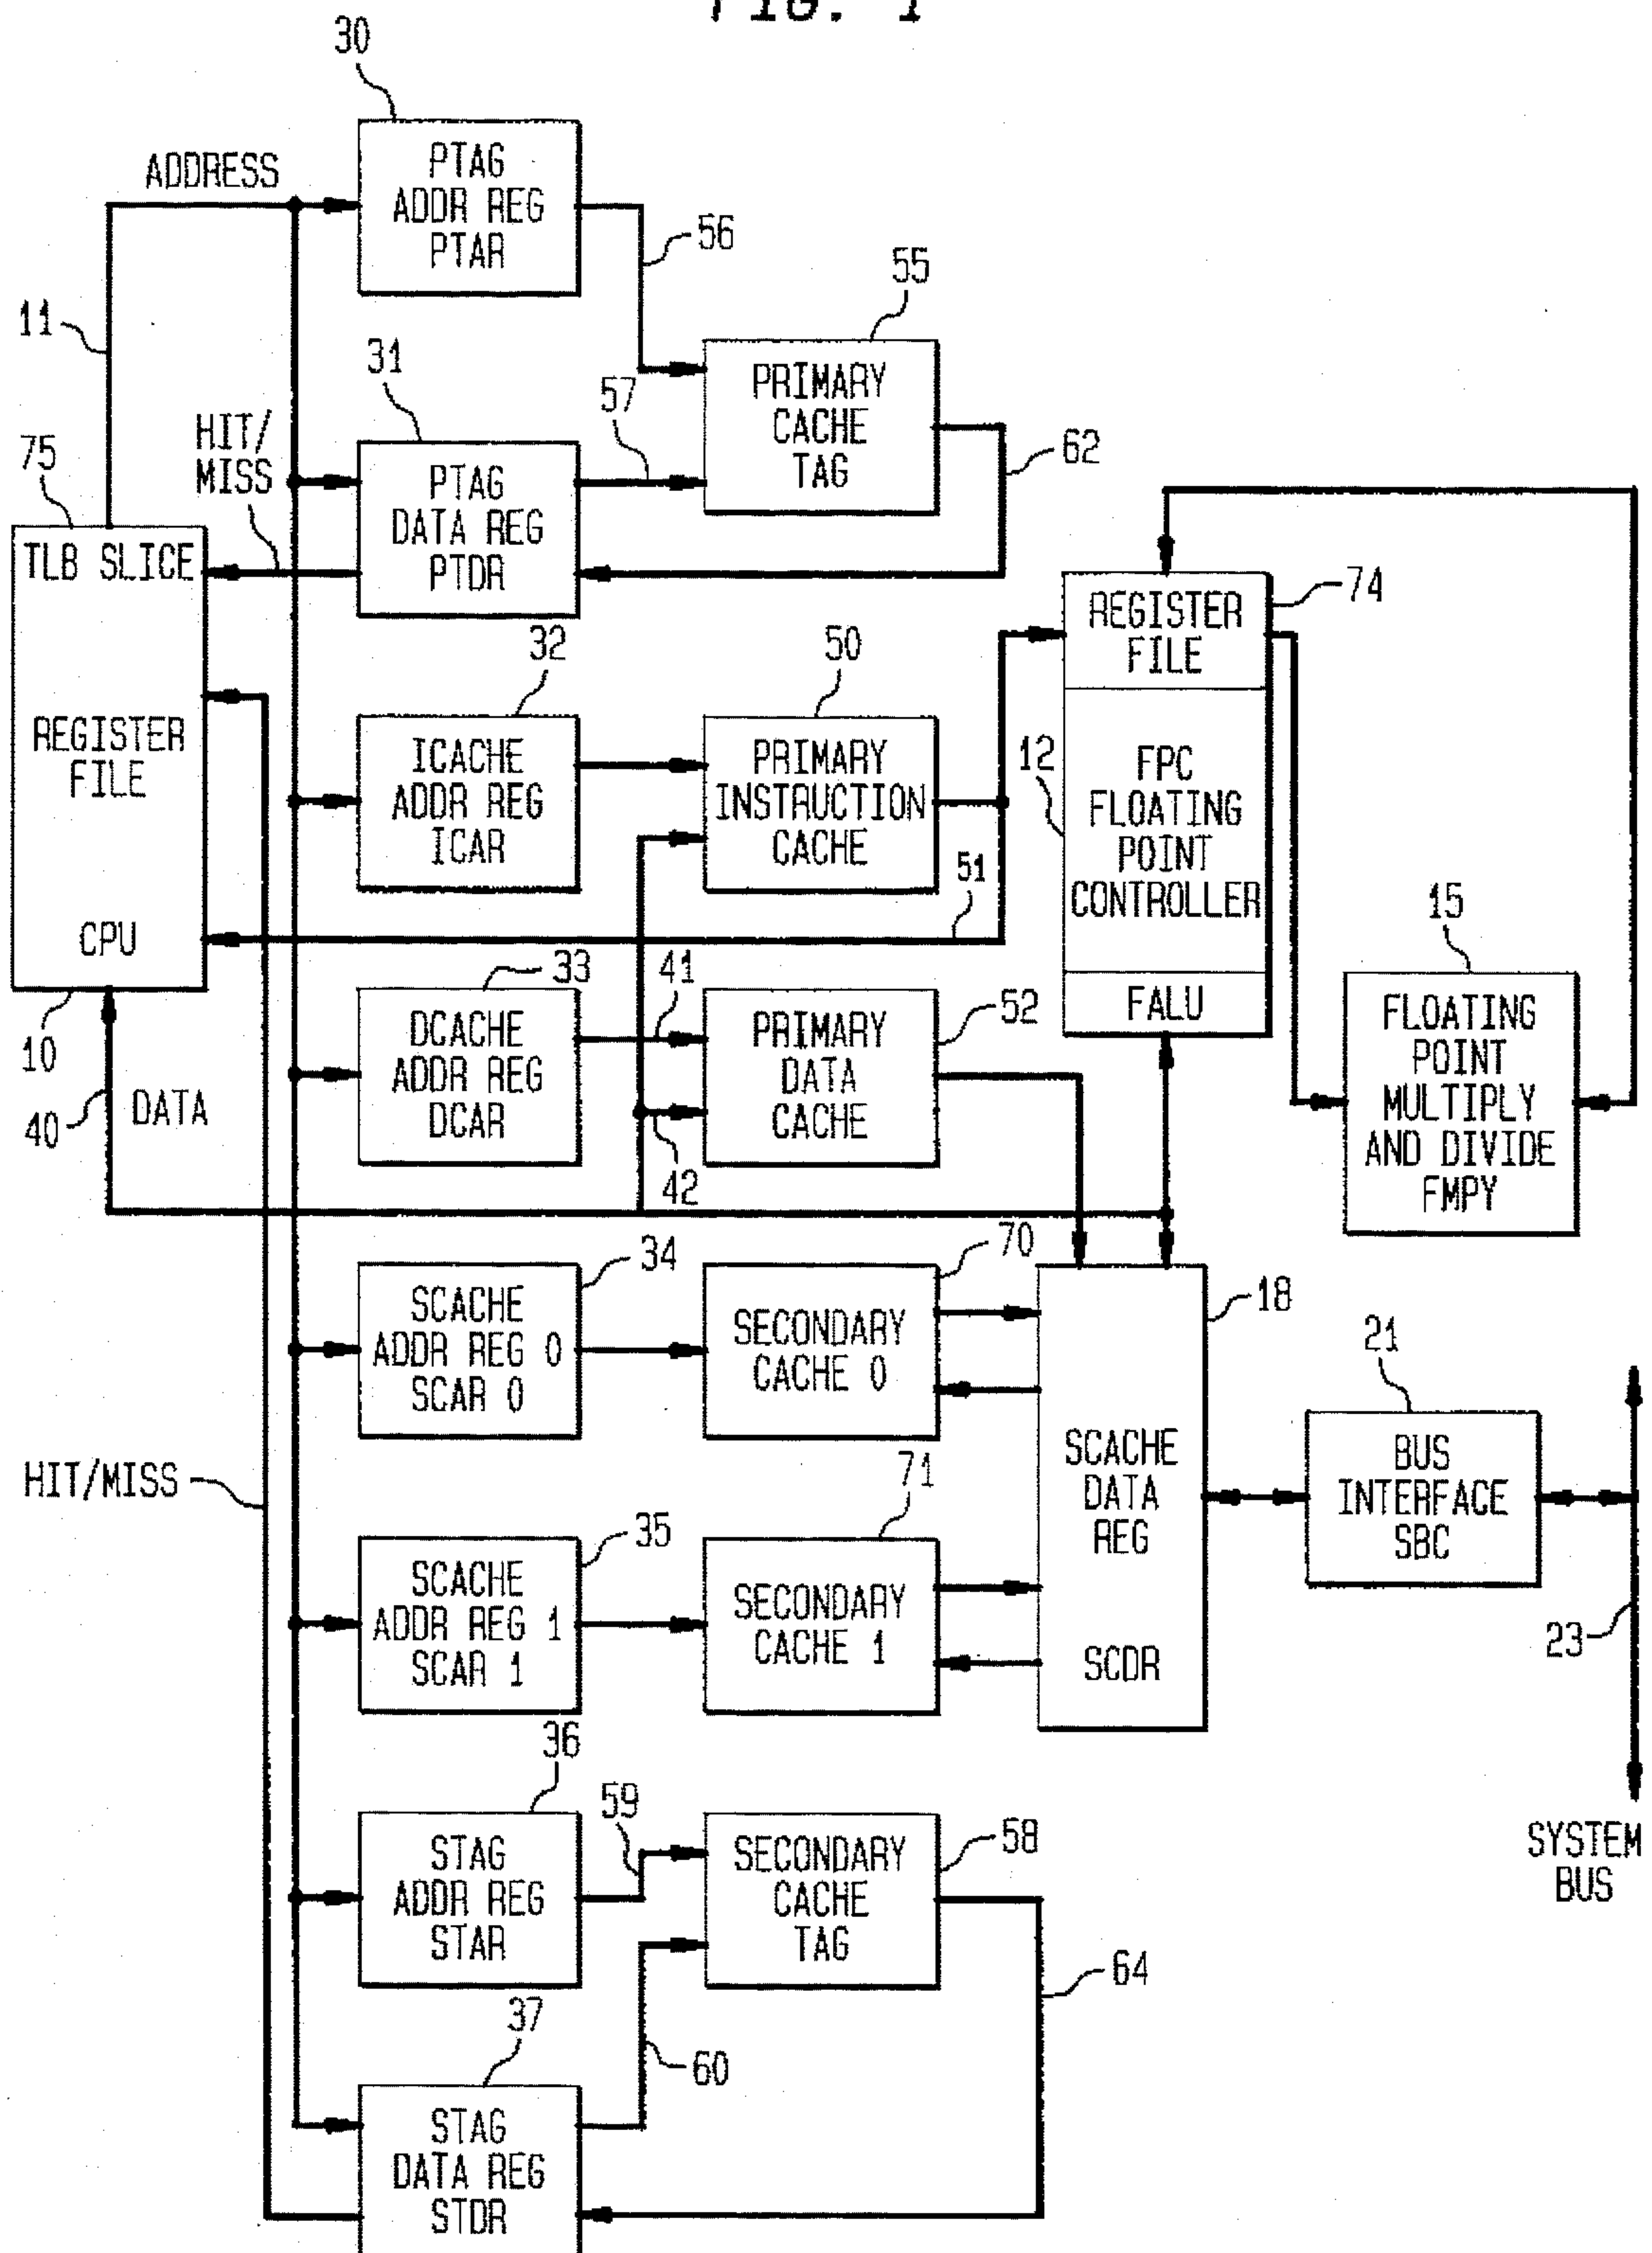 FIG. 1
30
PTAG
ADDR REG
PTAR
ADDRESS
56
55
11
31
57
PRIMARY
CACHE
TAG
62
HIT/
MISS
75
PTAG
DATA REG
PTDR
TLB SLICE
REGISTER
FILE
CPU
10
74
REGISTER
FILE
32
50
ICACHE
ADDR REG
ICAR
PRIMARY
INSTRUCTION
CACHE
12
FPC
FLOATING
POINT
CONTROLLER
FALU
51
15
33
41
52
DCACHE
ADDR REG
DCAR
PRIMARY
DATA
CACHE
FLOATING
POINT
MULTIPLY
AND DIVIDE
FMPY
40
DATA
42
34
70
18
SCACHE
ADDR REG 0
SCAR 0
SECONDARY
CACHE 0
SCACHE
DATA
REG
SCDR
21
BUS
INTERFACE
SBC
HIT/MISS
71
35
SCACHE
ADDR REG 1
SCAR 1
SECONDARY
CACHE 1
23
36
59
58
STAG
ADDR REG
STAR
SECONDARY
CACHE
TAG
SYSTEM
BUS
64
37
60
STAG
DATA REG
STDR